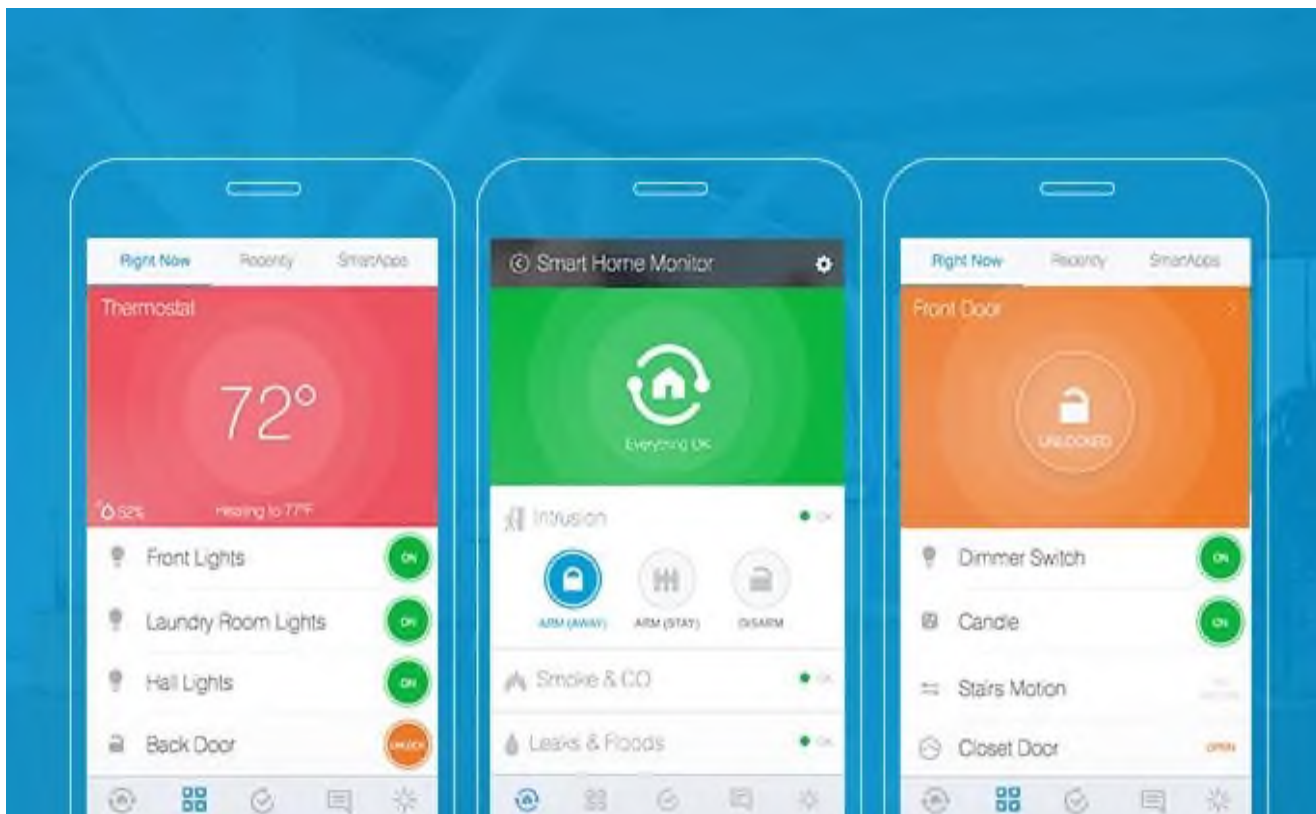 Right Now Recently SmartApps
Thermostat
72°
52% Heating to 77°F
Front Lights ON
Laundry Room Lights ON
Hall Lights ON
Back Door UNLOCK
Smart Home Monitor
Everything OK
Intrusion OK
ARM (AWAY) ARM (STAY) DISARM
Smoke & CO OK
Leaks & Floods OK
Right Now Recently SmartApps
Front Door
UNLOCKED
Dimmer Switch ON
Candle ON
Stairs Motion
Closet Door OPEN